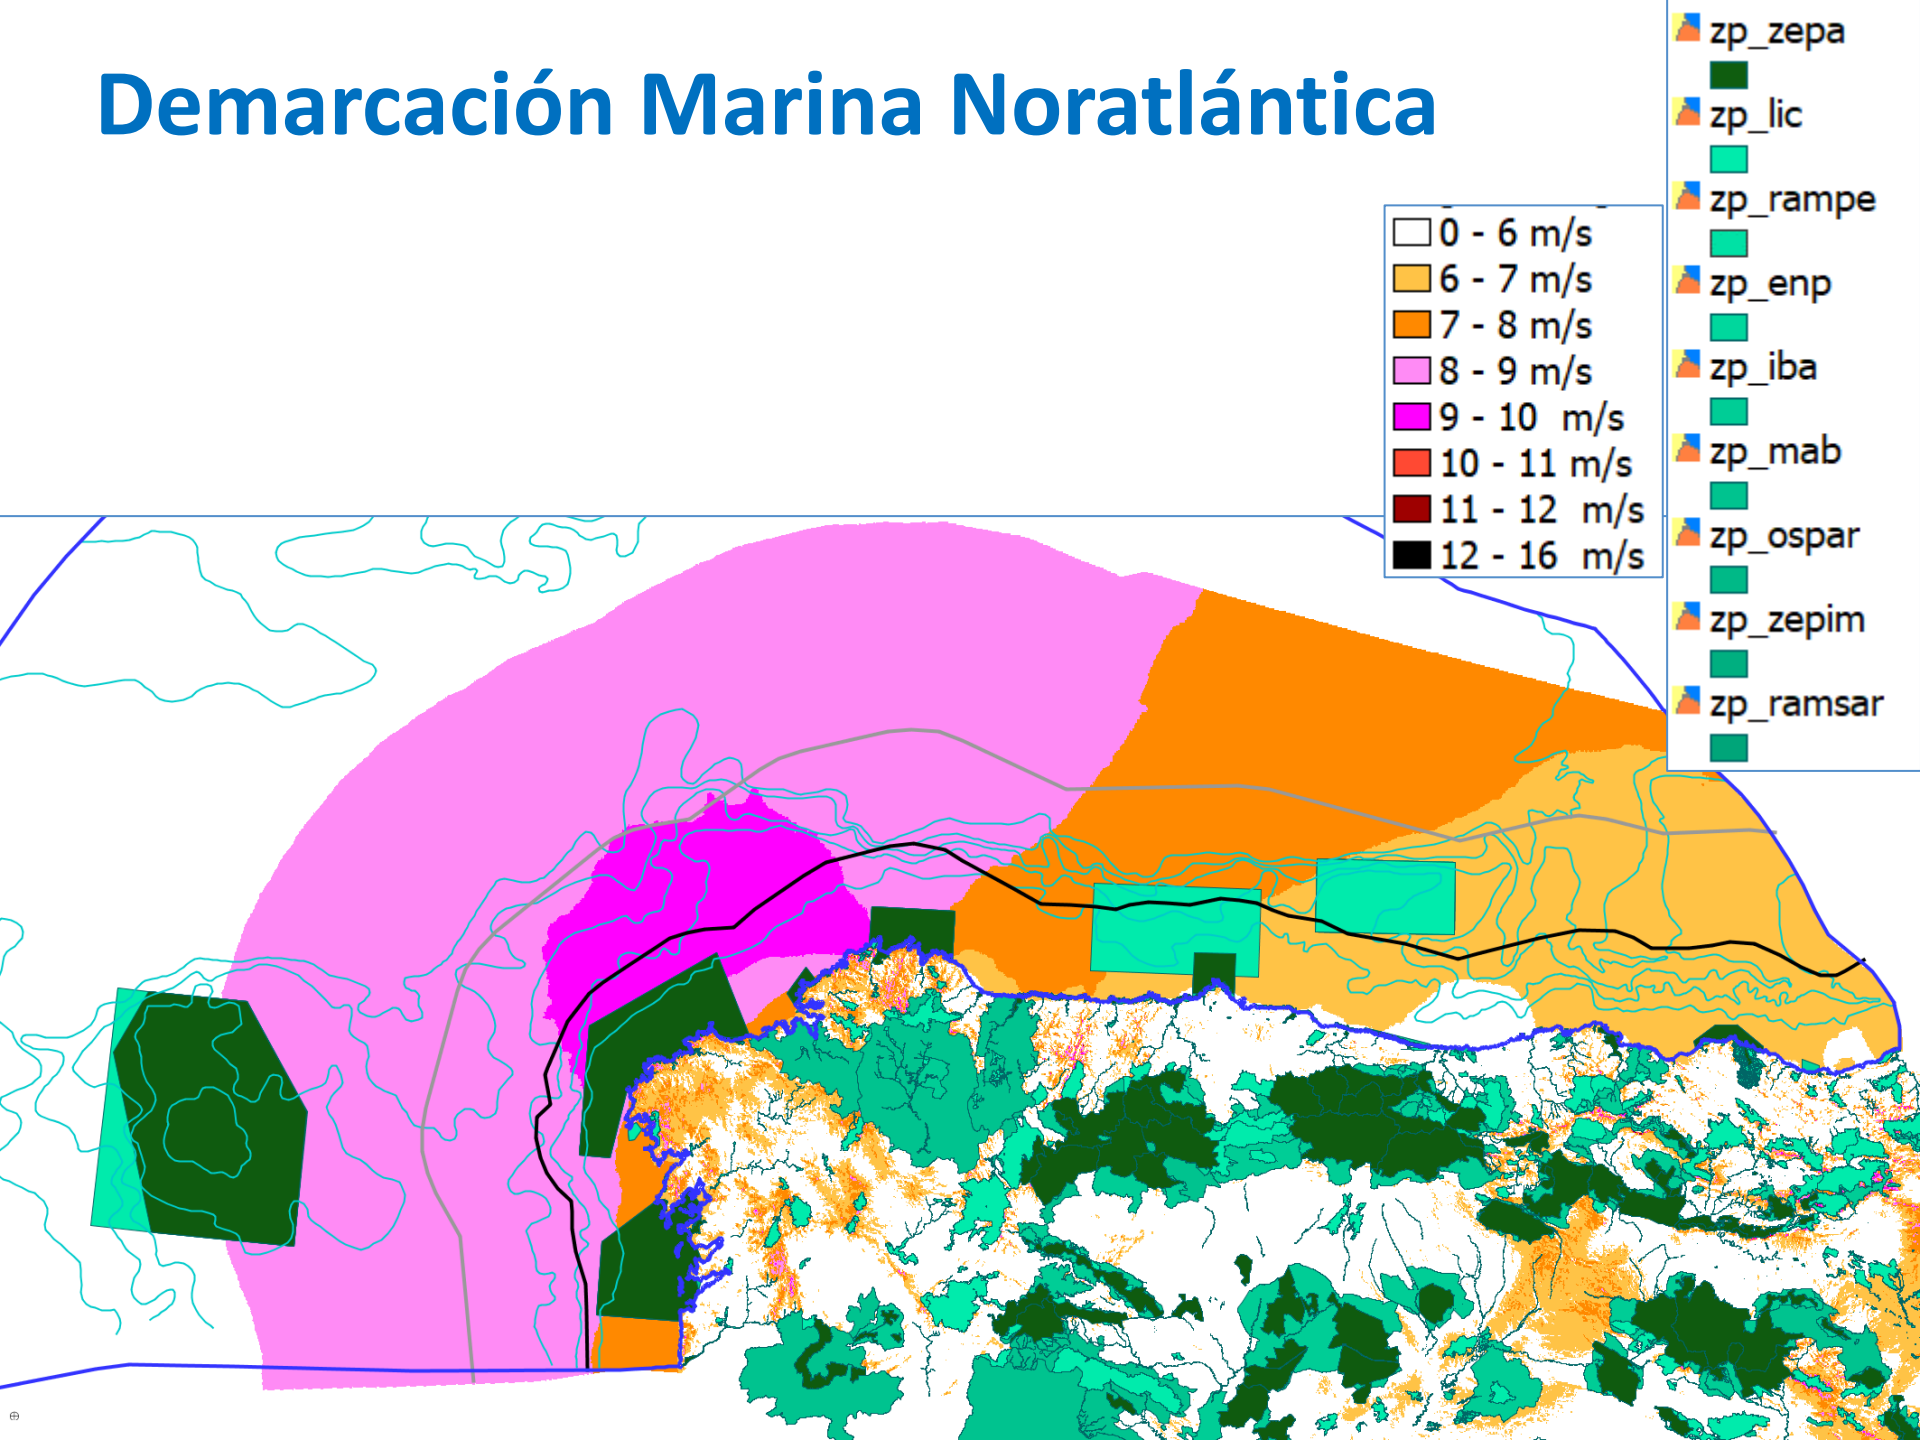 Demarcación Marina Noratlántica
0 - 6 m/s
6 - 7 m/s
7 - 8 m/s
8 - 9 m/s
9 - 10 m/s
10 - 11 m/s
11 - 12 m/s
12 - 16 m/s
zp_zepa
zp_lic
zp_rampe
zp_enp
zp_iba
zp_mab
zp_ospar
zp_zepim
zp_ramsar